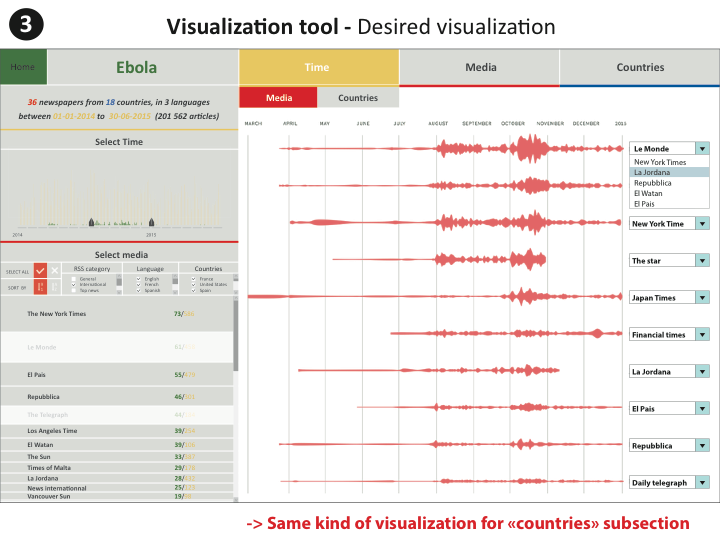 3
Visualization tool - Desired visualization
Home
Ebola
Time
Media
Countries
36 newspapers from 18 countries, in 3 languages
between 01-01-2014 to 30-06-2015 (201 562 articles)
Media
Countries
Select Time
MARCH APRIL MAY JUNE JULY AUGUST SEPTEMBER OCTOBER NOVEMBER DECEMBER 2015
Le Monde
New York Times
La Jordana
Repubblica
El Watan
El Pais
2014
2015
New York Time
Select media
SELECT ALL
RSS category
Language
Countries
General
International
Top news
English
French
Spanish
France
United States
Spain
SORT BY
The star
Japan Times
The New York Times 73/
Financial times
Le Monde 61/
La Jordana
El Pais 55/
Repubblica 46/
El Pais
The Telegraph 44/
Los Angeles Time 39/
El Watan 39/
Repubblica
The Sun 33/
Times of Malta 29/
La Jordana 28/
News internationnal 25/
Vancouver Sun 19/
Daily telegraph
-> Same kind of visualization for «countries» subsection